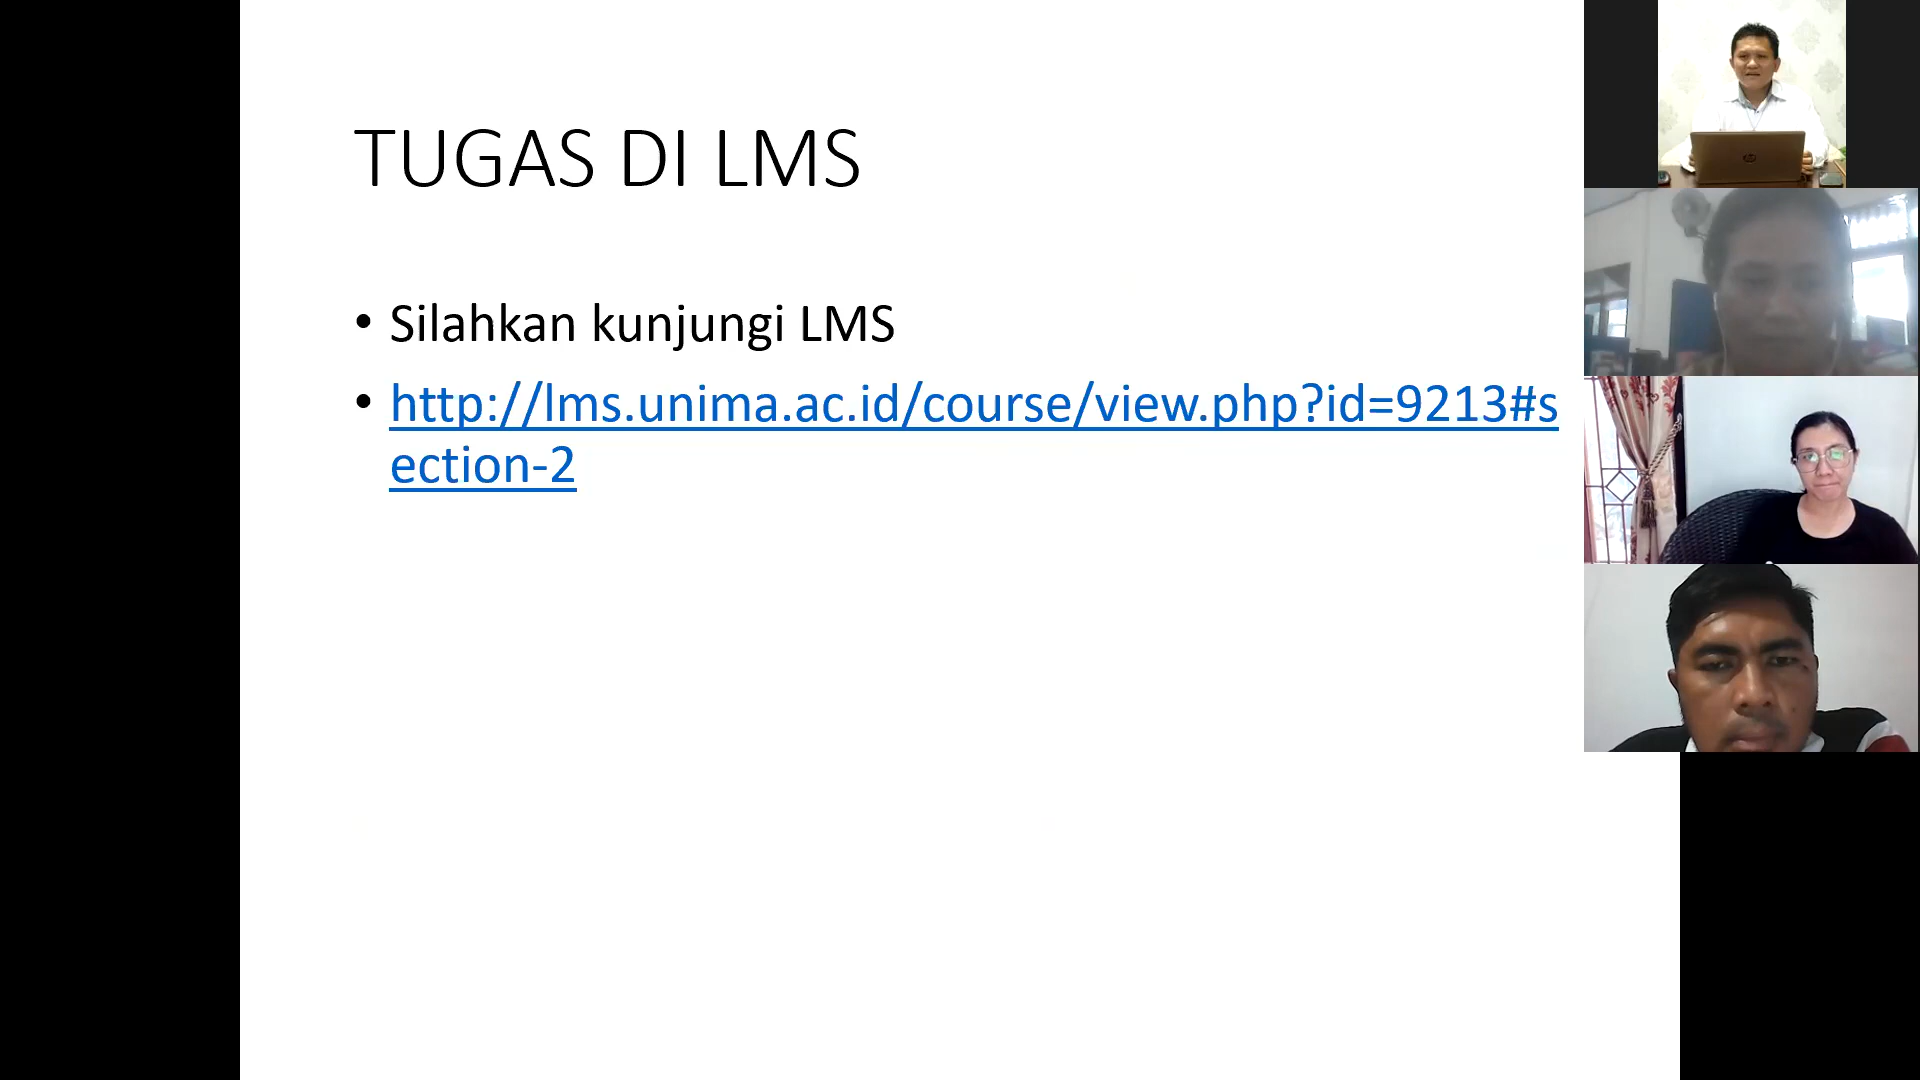 TUGAS DI LMS
• Silahkan kunjungi LMS
• http://lms.unima.ac.id/course/view.php?id=9213#s
ection-2